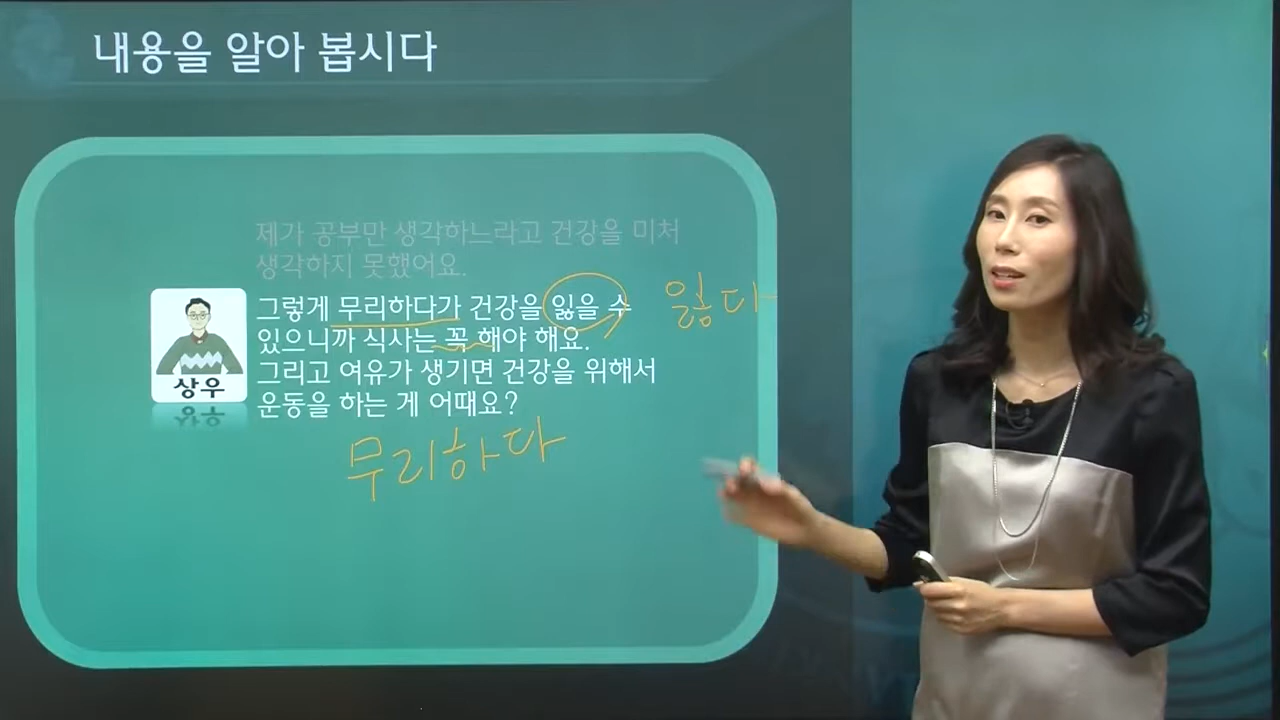 내용을 알아 봅시다
제가 공부만 생각하느라고 건강을 미처
생각하지 못했어요.
그렇게 무리하다가 건강을 잃을 수
있으니까 식사는 꼭 해야 해요.
그리고 여유가 생기면 건강을 위해서
운동을 하는 게 어때요?
상우
잃다
무리하다